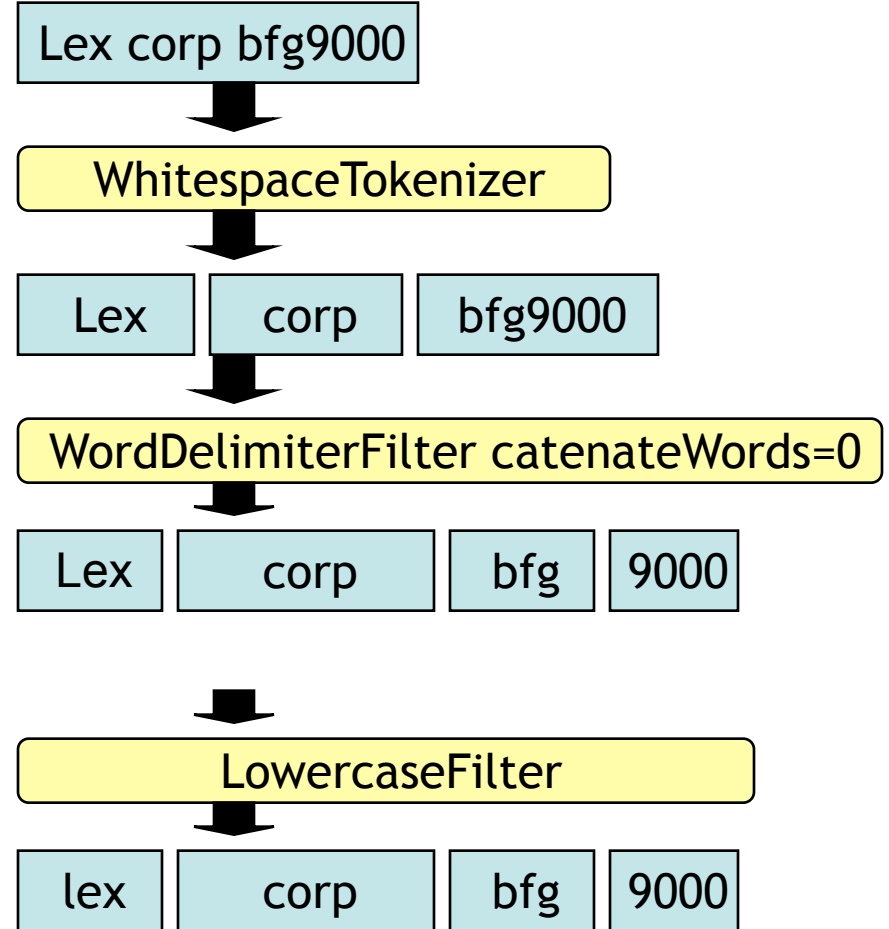 Lex corp bfg9000
WhitespaceTokenizer
Lex corp bfg9000
WordDelimiterFilter catenateWords=0
Lex corp bfg 9000
LowercaseFilter
lex corp bfg 9000